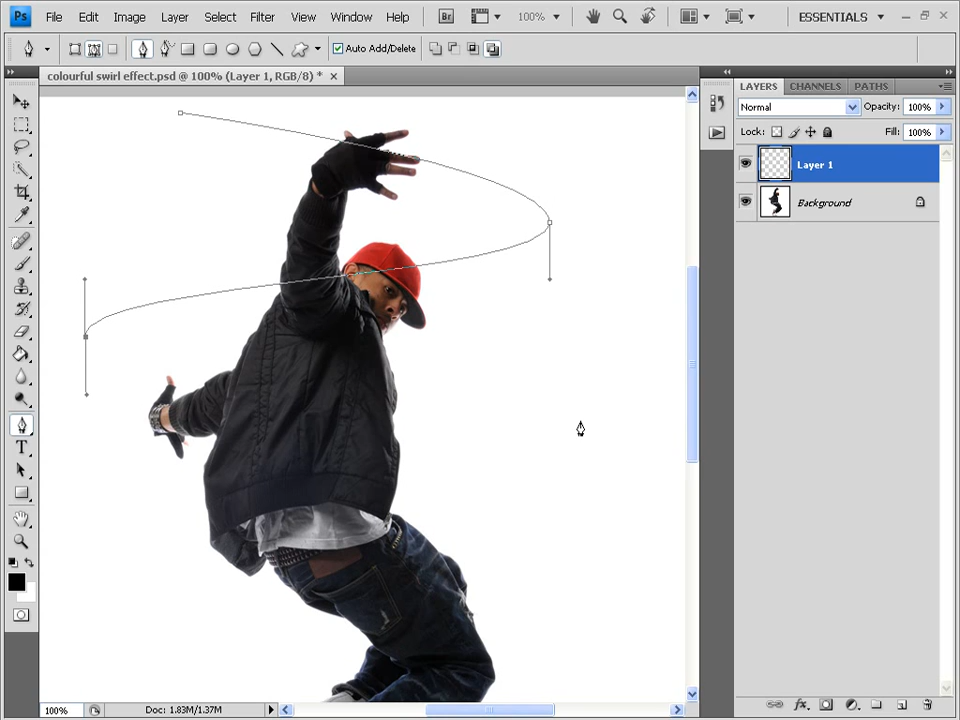 Ps File Edit Image Layer Select Filter View Window Help Br 100% ESSENTIALS
Auto Add/Delete
colourful swirl effect.psd @ 100% (Layer 1, RGB/8) *
LAYERS CHANNELS PATHS
Normal Opacity: 100%
Lock: Fill: 100%
Layer 1
Background
T
100% Doc: 1.83M/1.37M
fx